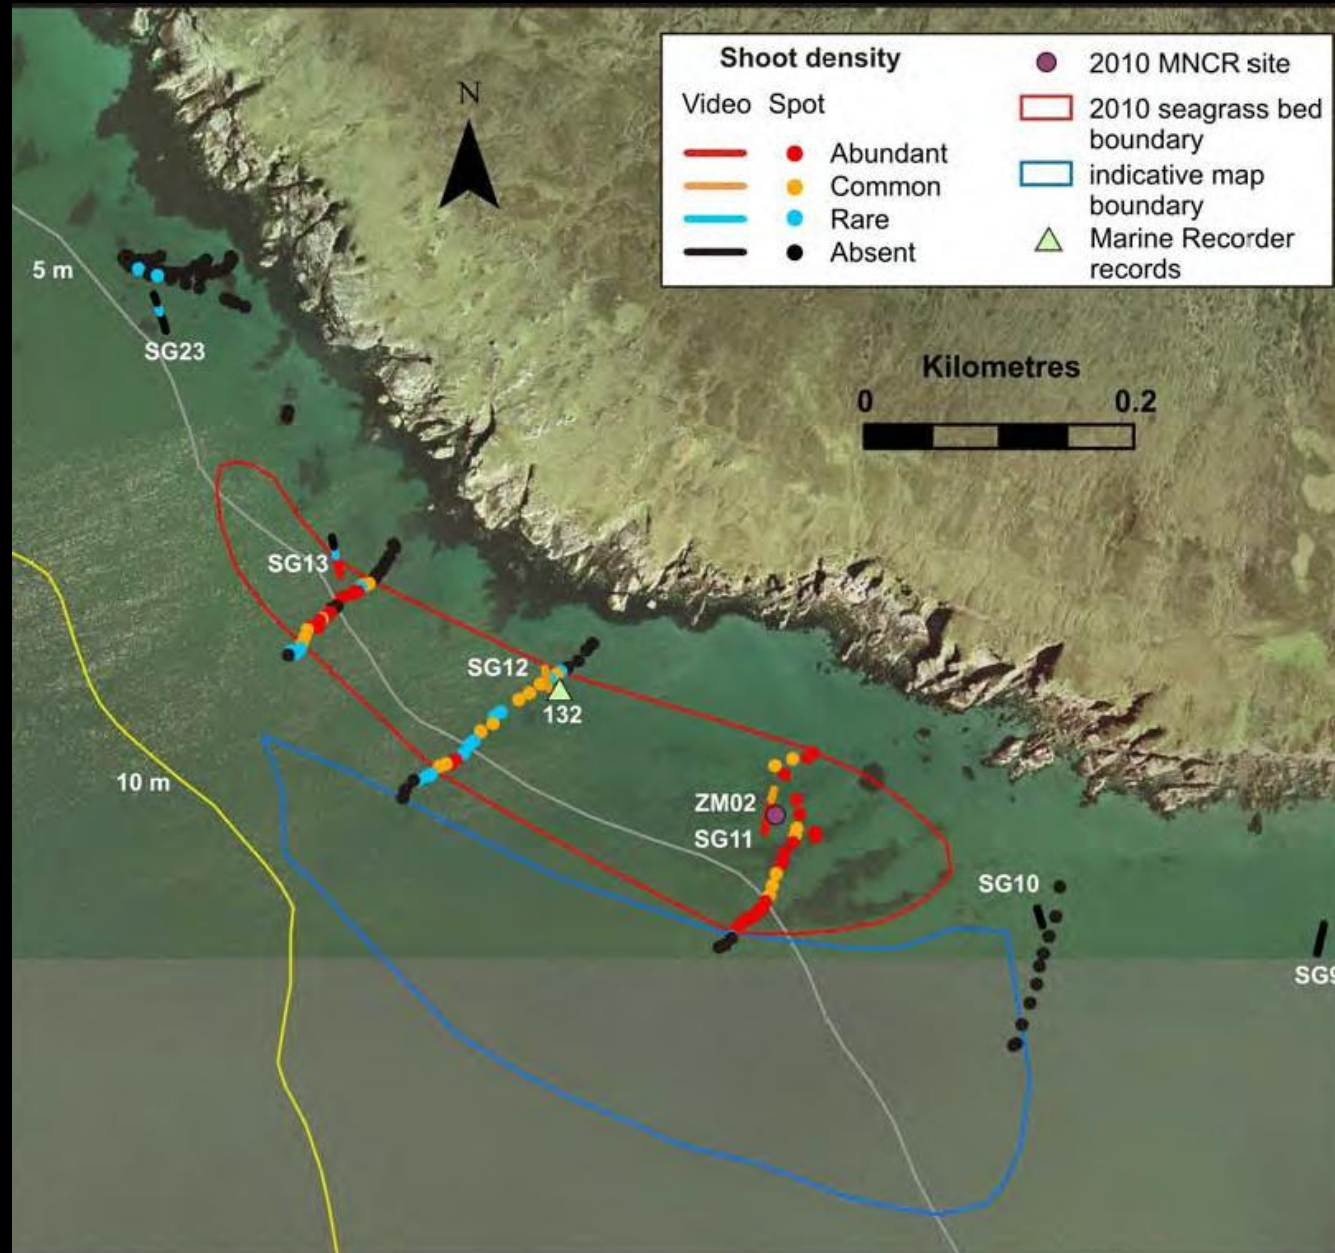 Shoot density
Video Spot
Abundant
Common
Rare
Absent
2010 MNCR site
2010 seagrass bed
boundary
indicative map
boundary
Marine Recorder
records
N
Kilometres
0 0.2
5 m
SG23
SG13
SG12
132
10 m
ZM02
SG11
SG10
SG9